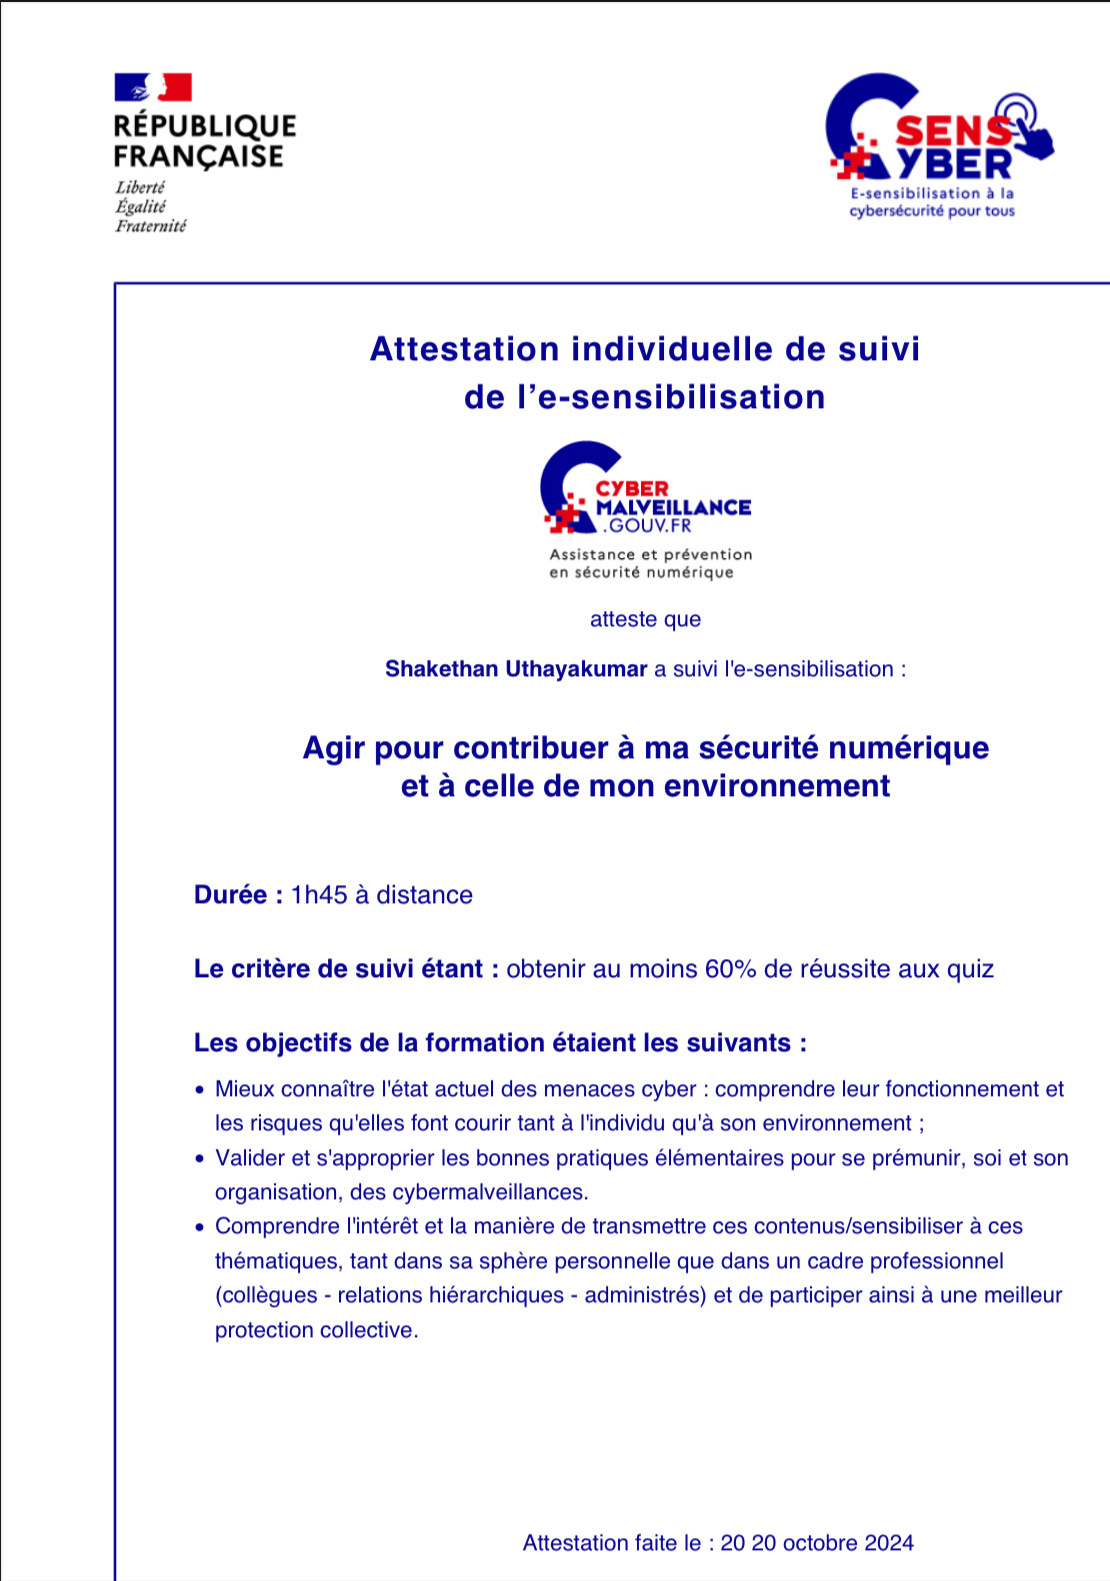 RÉPUBLIQUE
FRANÇAISE
Liberté
Égalité
Fraternité
SENS
CYBER
E-sensibilisation à la
cybersécurité pour tous
Attestation individuelle de suivi
de l’e-sensibilisation
CYBER
MALVEILLANCE
.GOUV.FR
Assistance et prévention
en sécurité numérique
atteste que
Shakethan Uthayakumar a suivi l'e-sensibilisation :
Agir pour contribuer à ma sécurité numérique
et à celle de mon environnement
Durée : 1h45 à distance
Le critère de suivi étant : obtenir au moins 60% de réussite aux quiz
Les objectifs de la formation étaient les suivants :
• Mieux connaître l'état actuel des menaces cyber : comprendre leur fonctionnement et
les risques qu'elles font courir tant à l'individu qu'à son environnement ;
• Valider et s'approprier les bonnes pratiques élémentaires pour se prémunir, soi et son
organisation, des cybermalveillances.
• Comprendre l'intérêt et la manière de transmettre ces contenus/sensibiliser à ces
thématiques, tant dans sa sphère personnelle que dans un cadre professionnel
(collègues - relations hiérarchiques - administrés) et de participer ainsi à une meilleur
protection collective.
Attestation faite le : 20 20 octobre 2024